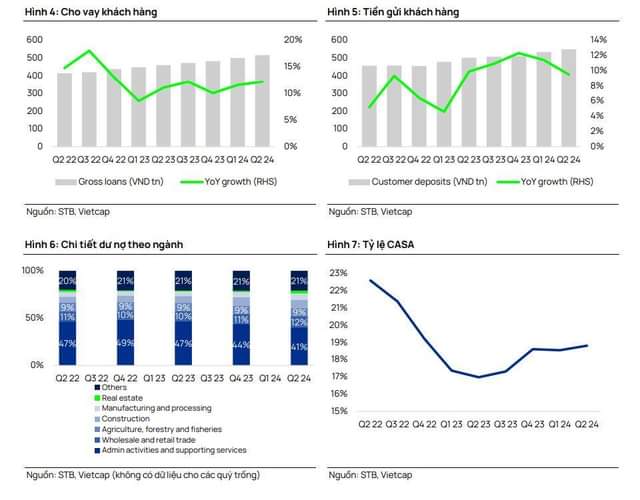 Hình 4: Cho vay khách hàng
600
500
400
300
200
100
0
20%
15%
10%
5%
0%
Q2 22 Q3 22 Q4 22 Q1 23 Q2 23 Q3 23 Q4 23 Q1 24 Q2 24
Gross loans (VND tn) YoY growth (RHS)
Nguồn: STB, Vietcap
Hình 5: Tiền gửi khách hàng
600
500
400
300
200
100
0
14%
12%
10%
8%
6%
4%
2%
0%
Q2 22 Q3 22 Q4 22 Q1 23 Q2 23 Q3 23 Q4 23 Q1 24 Q2 24
Customer deposits (VND tn) YoY growth (RHS)
Nguồn: STB, Vietcap
Hình 6: Chi tiết dư nợ theo ngành
100%
50%
0%
20% 21% 21% 21% 21%
9% 9% 9% 9% 9%
11% 10% 10% 11% 12%
47% 49% 47% 44% 41%
Q2 22 Q3 22 Q4 22 Q1 23 Q2 23 Q3 23 Q4 23 Q1 24 Q2 24
Others
Real estate
Manufacturing and processing
Construction
Agriculture, forestry and fisheries
Wholesale and retail trade
Admin activities and supporting services
Nguồn: STB, Vietcap (không có dữ liệu cho các quý trống)
Hình 7: Tỷ lệ CASA
23%
22%
21%
20%
19%
18%
17%
16%
15%
Q2 22 Q3 22 Q4 22 Q1 23 Q2 23 Q3 23 Q4 23 Q1 24 Q2 24
Nguồn: STB, Vietcap